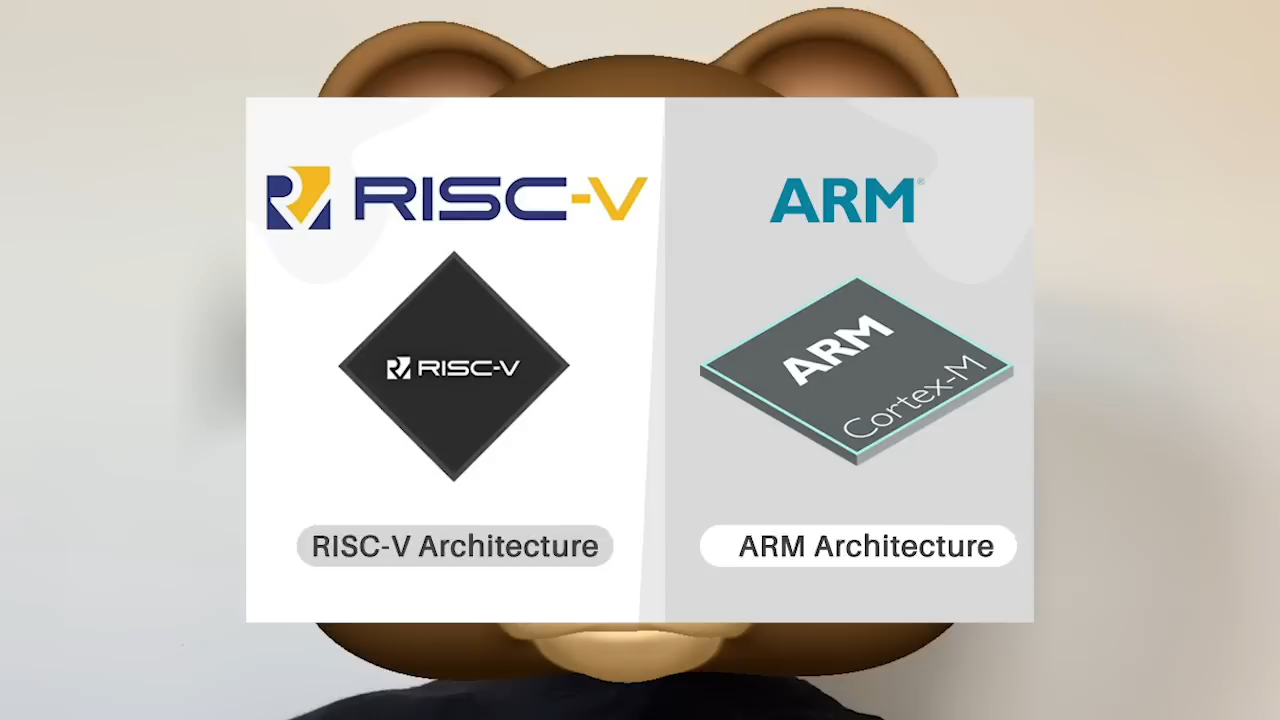 RISC-V
RISC-V
RISC-V Architecture
ARM®
ARM
Cortex-M
ARM Architecture